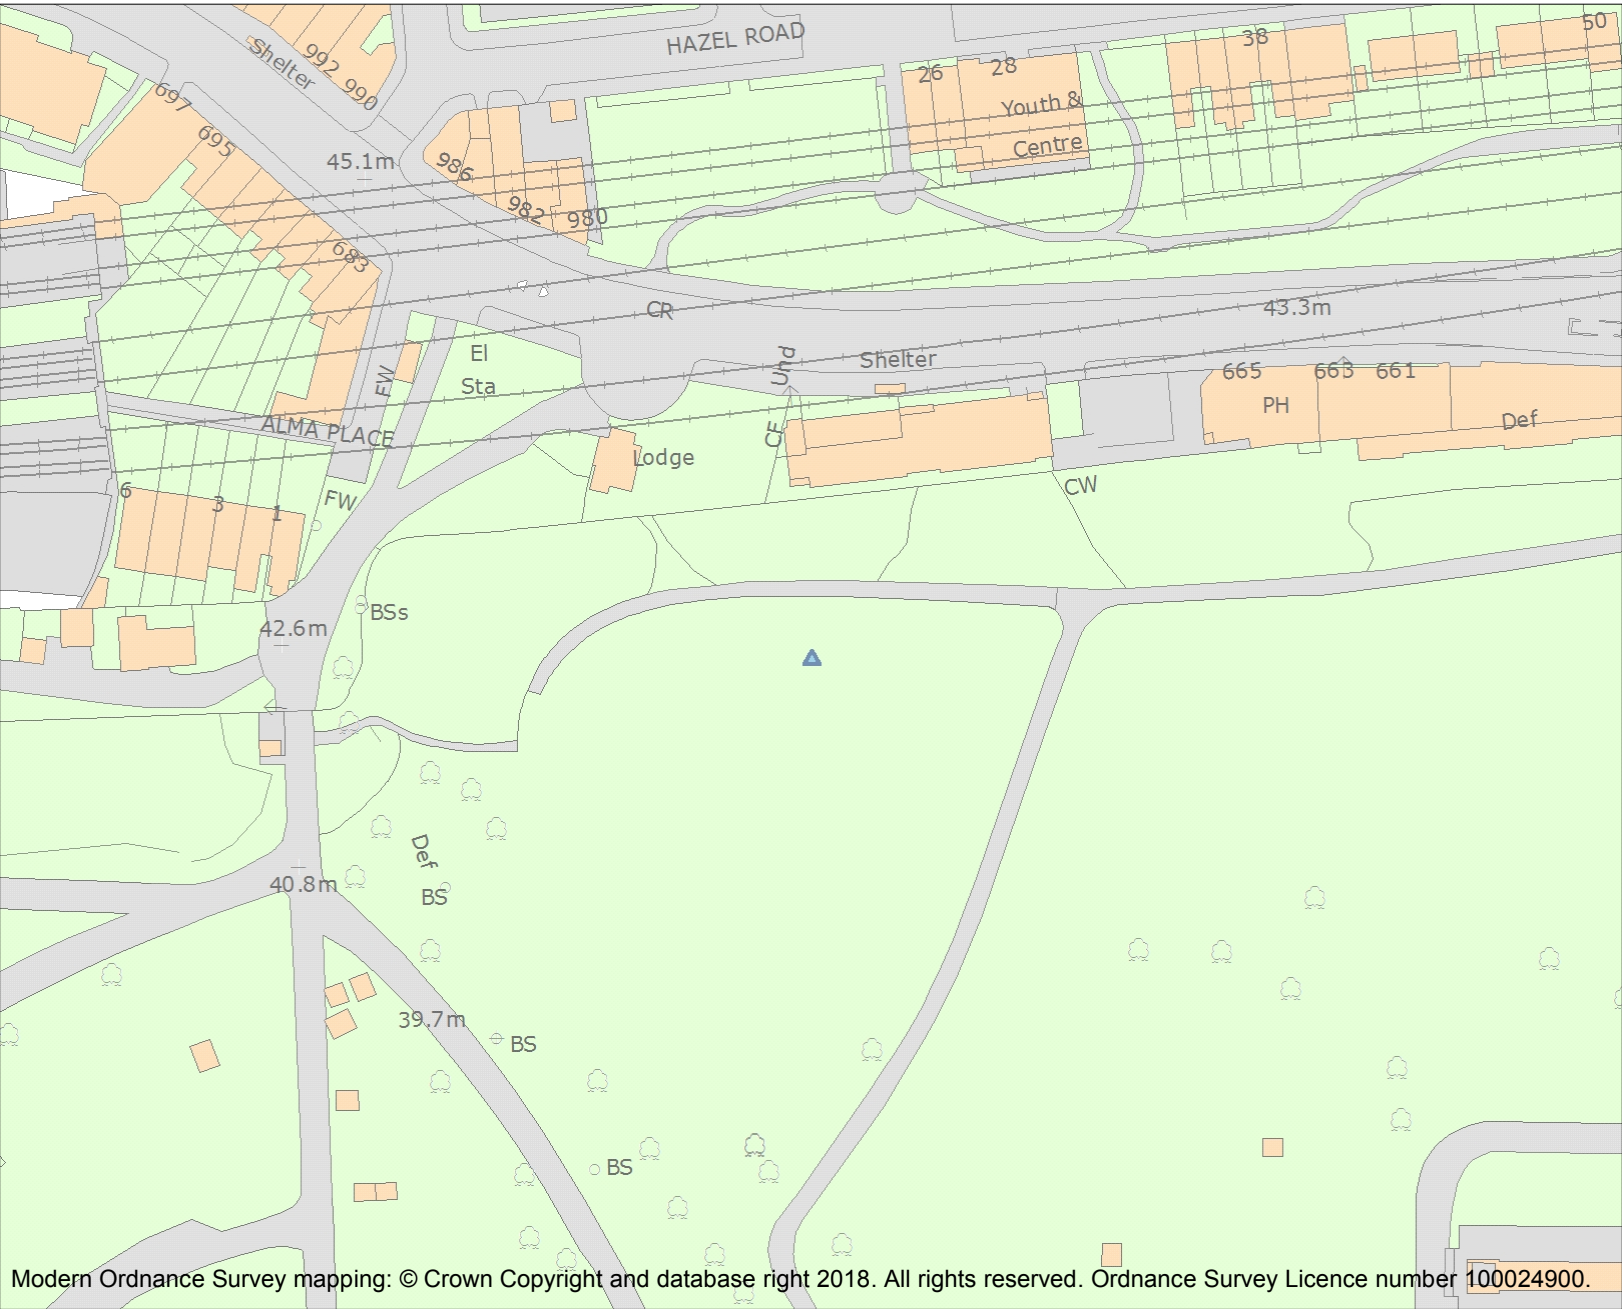 HAZEL ROAD
50
38
Shelter
992
990
26
28
697
Youth &
695
Centre
45.1m
986
982
980
683
CR
43.3m
El
Sta
FW
Und
Shelter
665
663
661
PH
Def
ALMA PLACE
CF
Lodge
CW
6
3
1
FW
BSs
42.6m
Def
40.8m
BS
39.7m
BS
BS
Modern Ordnance Survey mapping: © Crown Copyright and database right 2018. All rights reserved. Ordnance Survey Licence number 100024900.